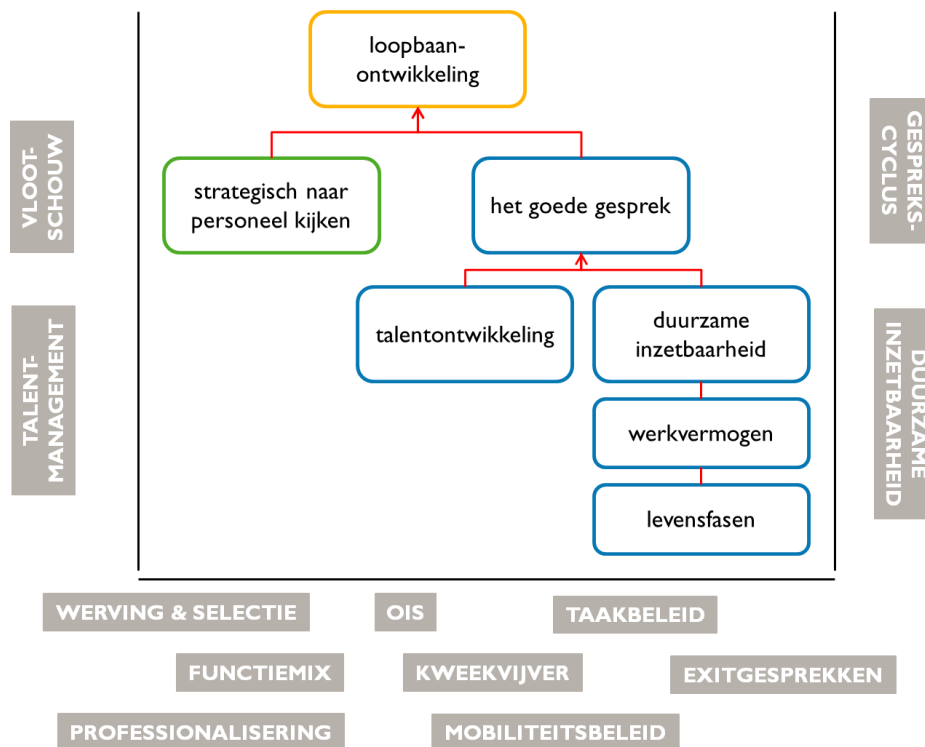 loopbaan-
ontwikkeling
VLOOT-
SCHOUW
strategisch naar
personeel kijken
het goede gesprek
GESPREKS-
CYCLUS
TALENT-
MANAGEMENT
talentontwikkeling
duurzame
inzetbaarheid
DUURZAME
INZETBAARHEID
werkvermogen
levensfasen
WERVING & SELECTIE
OIS
TAAKBELEID
FUNCTIEMIX
KWEEKVIJVER
EXITGESPREKKEN
PROFESSIONALISERING
MOBILITEITSBELEID